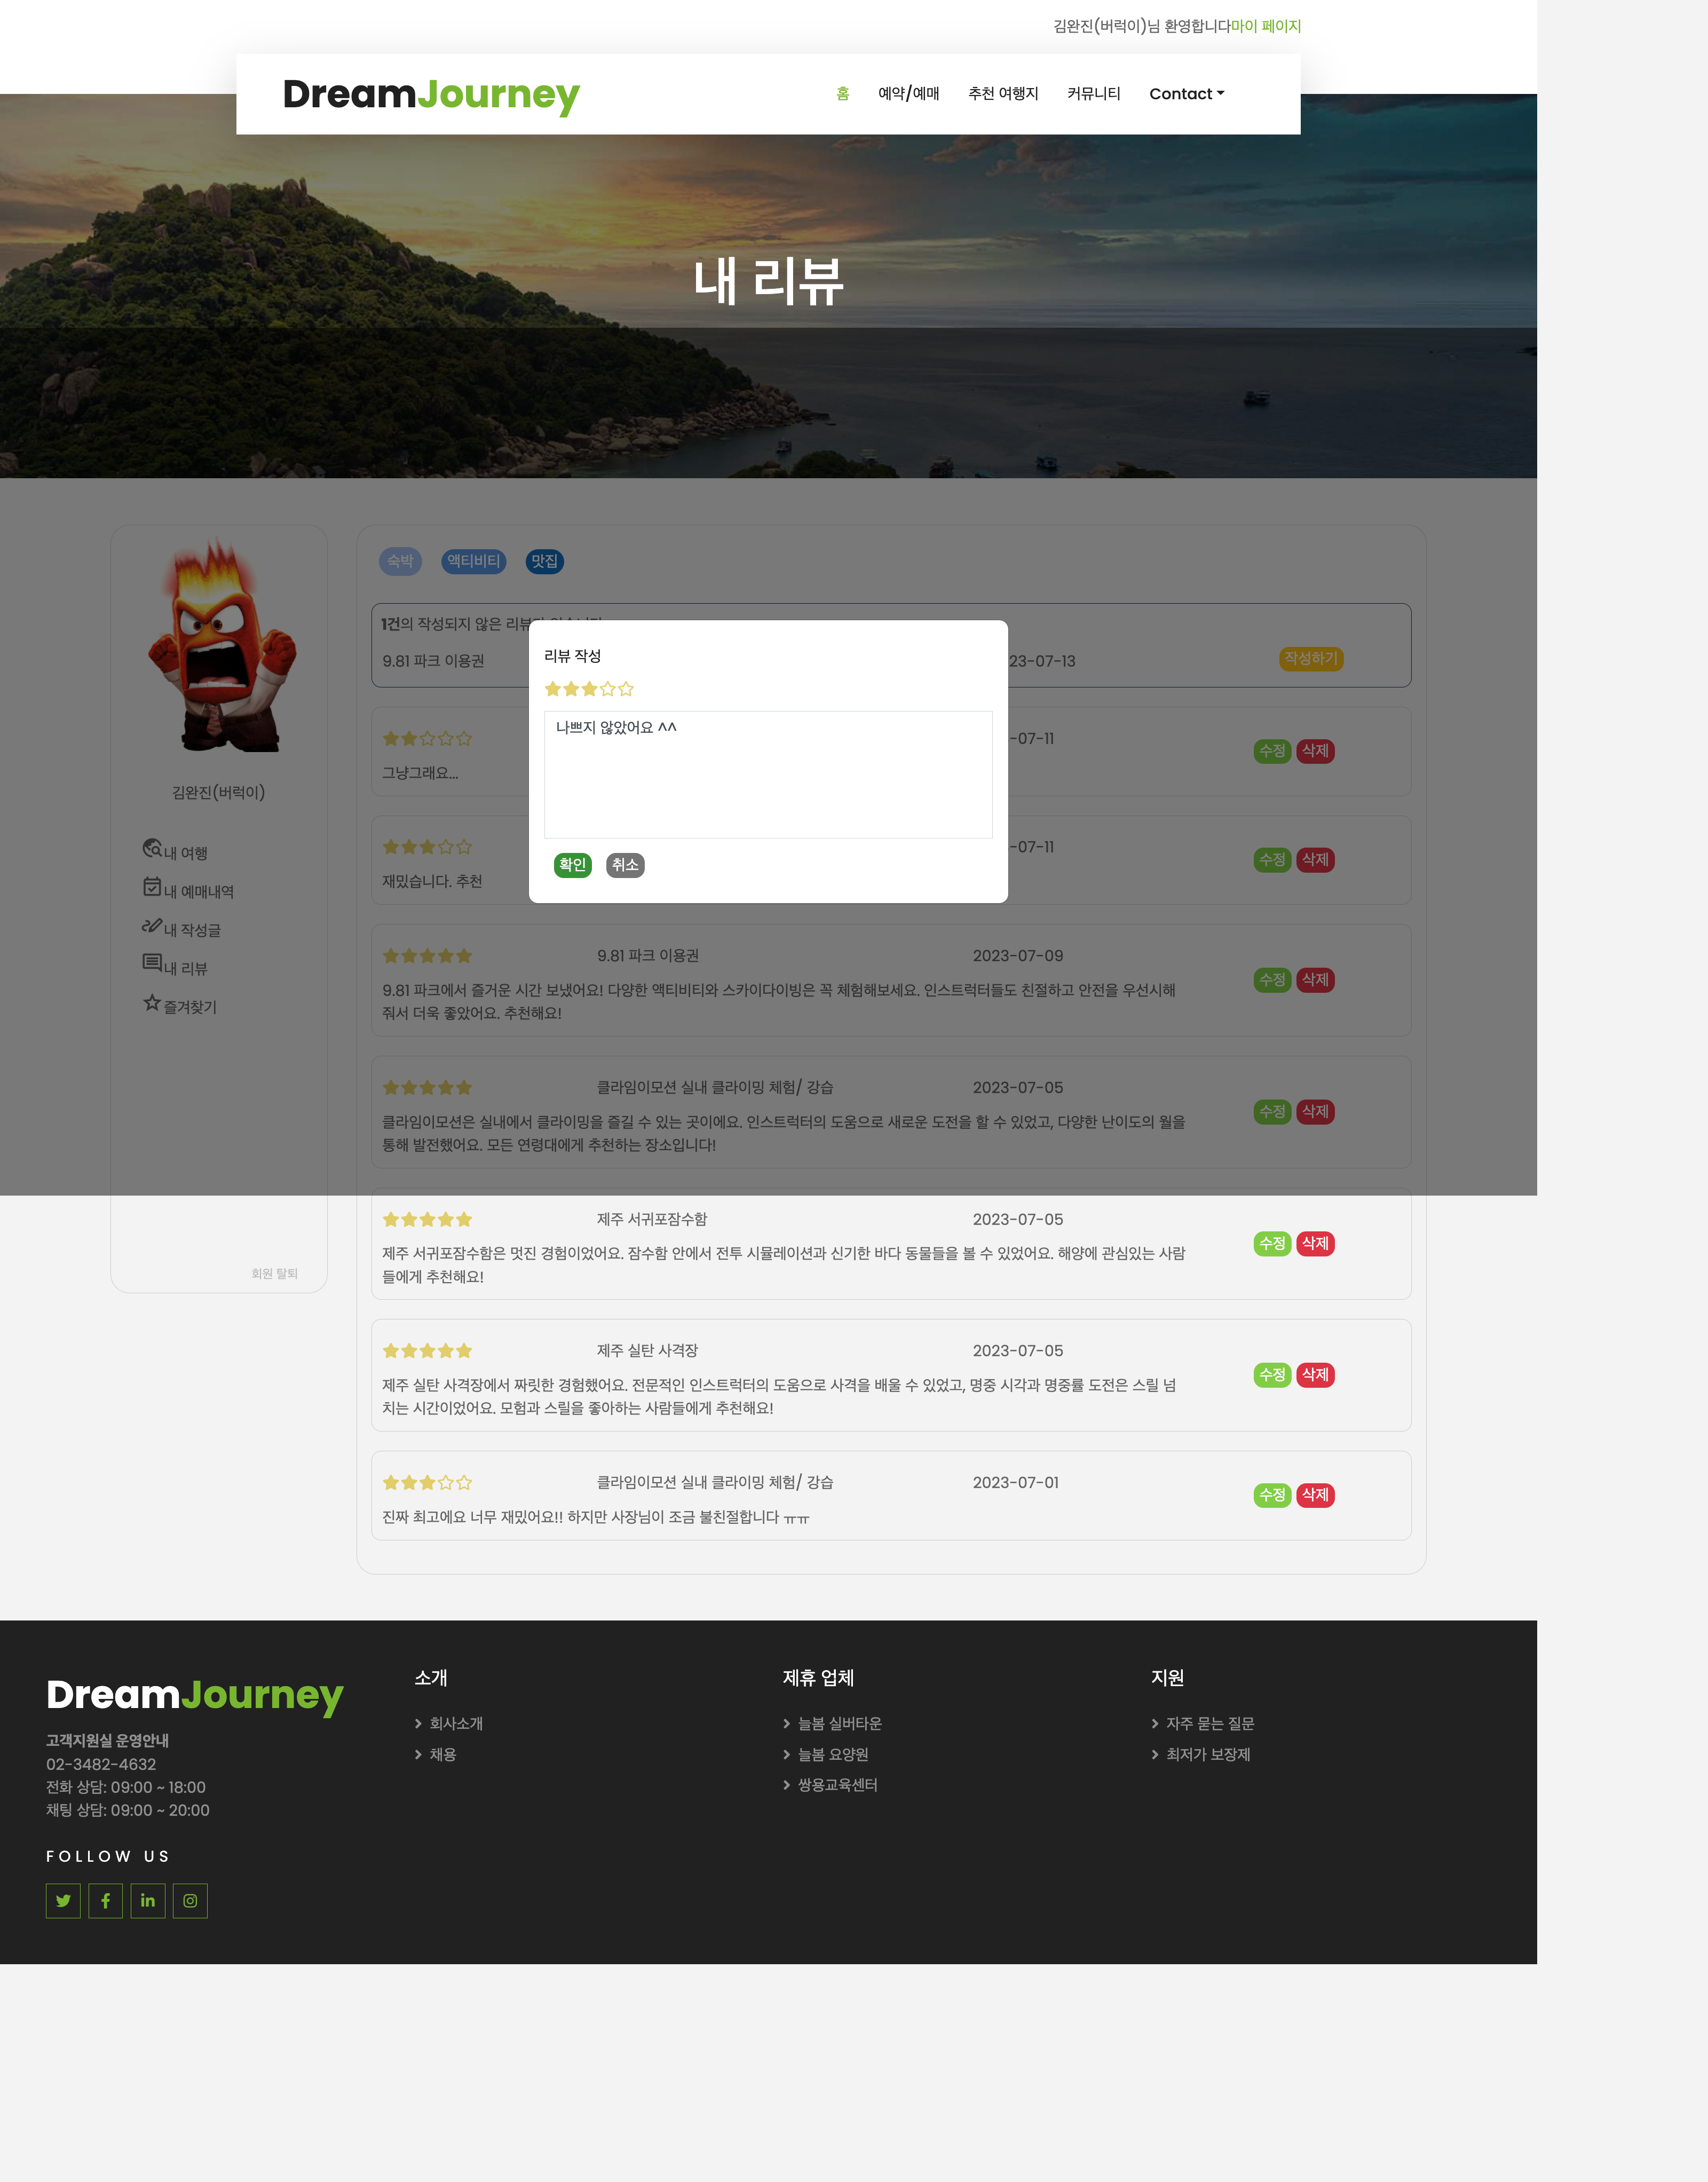 김완진(버럭이)님 환영합니다마이 페이지
DreamJourney
홈 예약/예매 추천 여행지 커뮤니티 Contact
내 리뷰
숙박 액티비티 맛집
1건의 작성되지 않은 리뷰
9.81 파크 이용권 23-07-13 작성하기
리뷰 작성
나쁘지 않았어요 ^^
확인 취소
-07-11
그냥그래요...
수정 삭제
-07-11
재밌습니다. 추천
수정 삭제
9.81 파크 이용권 2023-07-09
9.81 파크에서 즐거운 시간 보냈어요! 다양한 액티비티와 스카이다이빙은 꼭 체험해보세요. 인스트럭터들도 친절하고 안전을 우선시해
줘서 더욱 좋았어요. 추천해요!
수정 삭제
클라임이모션 실내 클라이밍 체험/ 강습 2023-07-05
클라임이모션은 실내에서 클라이밍을 즐길 수 있는 곳이에요. 인스트럭터의 도움으로 새로운 도전을 할 수 있었고, 다양한 난이도의 월을
통해 발전했어요. 모든 연령대에게 추천하는 장소입니다!
수정 삭제
제주 서귀포잠수함 2023-07-05
제주 서귀포잠수함은 멋진 경험이었어요. 잠수함 안에서 전투 시뮬레이션과 신기한 바다 동물들을 볼 수 있었어요. 해양에 관심있는 사람
들에게 추천해요!
수정 삭제
제주 실탄 사격장 2023-07-05
제주 실탄 사격장에서 짜릿한 경험했어요. 전문적인 인스트럭터의 도움으로 사격을 배울 수 있었고, 명중 시각과 명중률 도전은 스릴 넘
치는 시간이었어요. 모험과 스릴을 좋아하는 사람들에게 추천해요!
수정 삭제
클라임이모션 실내 클라이밍 체험/ 강습 2023-07-01
진짜 최고에요 너무 재밌어요!! 하지만 사장님이 조금 불친절합니다 ㅠㅠ
수정 삭제
김완진(버럭이)
내 여행
내 예매내역
내 작성글
내 리뷰
즐겨찾기
회원 탈퇴
DreamJourney
고객지원실 운영안내
02-3482-4632
전화 상담: 09:00 ~ 18:00
채팅 상담: 09:00 ~ 20:00
FOLLOW US
소개
회사소개
채용
제휴 업체
늘봄 실버타운
늘봄 요양원
쌍용교육센터
지원
자주 묻는 질문
최저가 보장제